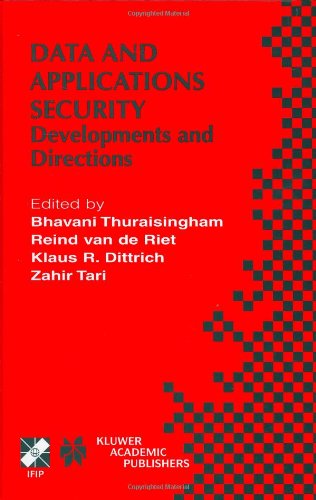 DATA AND
APPLICATIONS
SECURITY
Developments and
Directions
Edited by
Bhavani Thuraisingham
Reind van de Riet
Klaus R. Dittrich
Zahir Tari
IFIP
KLUWER
ACADEMIC
PUBLISHERS